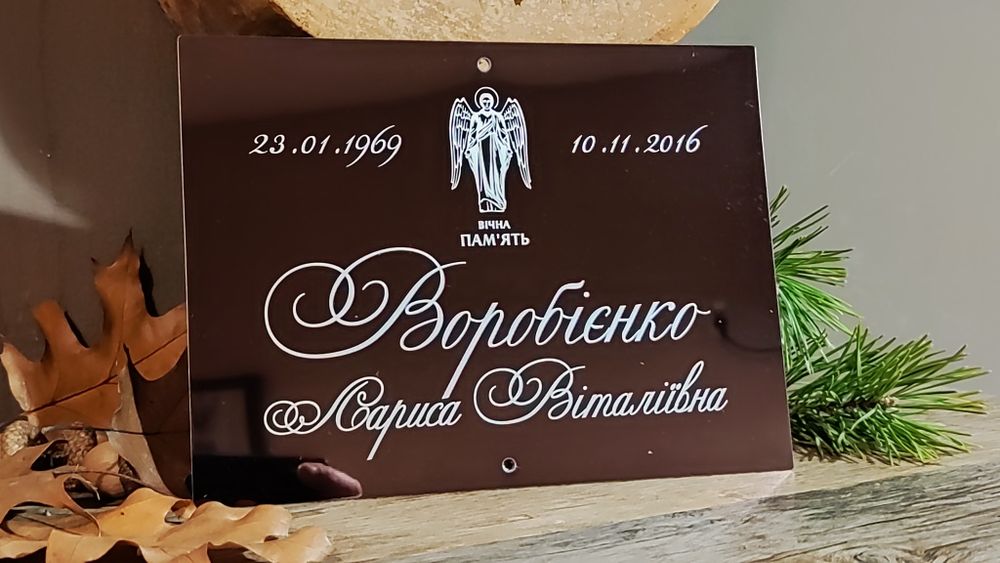 23.01.1969
10.11.2016
ВІЧНА
ПАМ'ЯТЬ
Воробієнко
Лариса Віталіївна